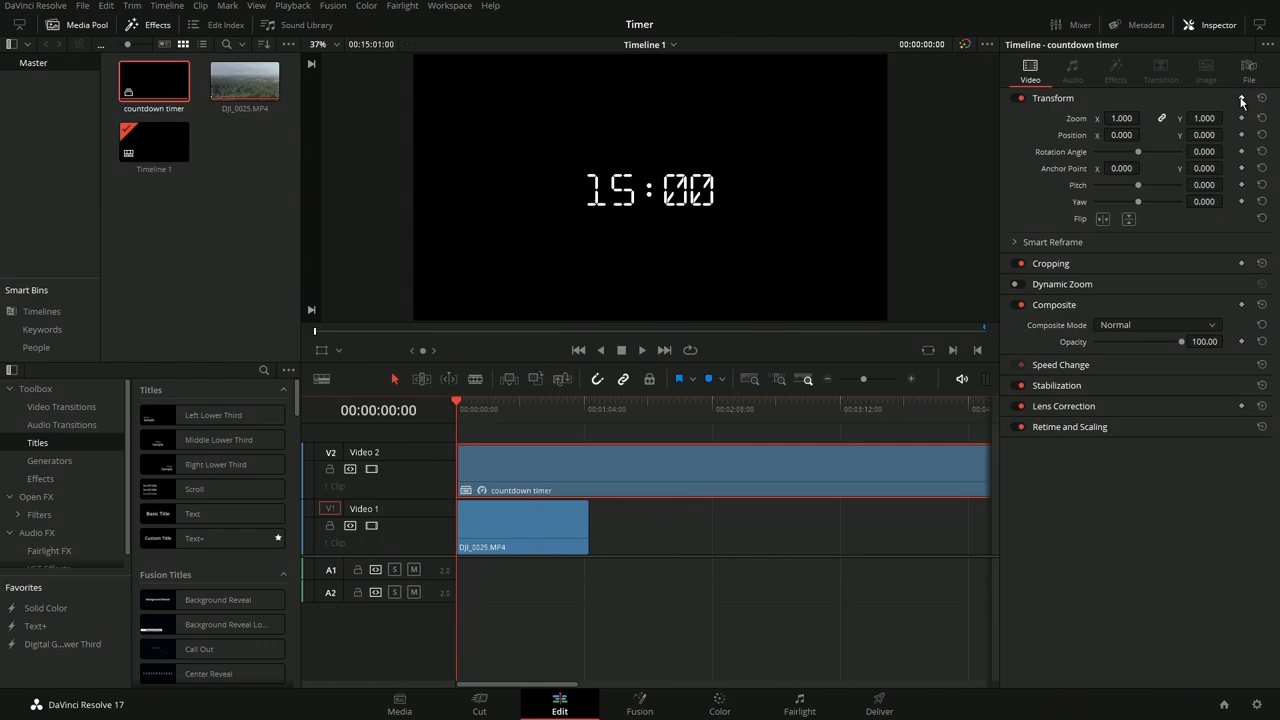 DaVinci Resolve File Edit Trim Timeline Clip Mark View Playback Fusion Color Fairlight Workspace Help
Media Pool Effects Edit Index Sound Library Timer Mixer Metadata Inspector
... 37% 00:15:01:00 Timeline 1 00:00:00:00 Timeline - countdown timer
Master
countdown timer
DJI_0025.MP4
Timeline 1
15:00
Video Audio Effects Transition Image File
Transform
Zoom X 1.000 Y 1.000
Position X 0.000 Y 0.000
Rotation Angle 0.000
Anchor Point X 0.000 Y 0.000
Pitch 0.000
Yaw 0.000
Flip
Smart Reframe
Cropping
Dynamic Zoom
Composite
Composite Mode Normal
Opacity 100.00
Speed Change
Stabilization
Lens Correction
Retime and Scaling
Smart Bins
Timelines
Keywords
People
Toolbox
Video Transitions
Audio Transitions
Titles
Generators
Effects
Open FX
Filters
Audio FX
Fairlight FX
Favorites
Solid Color
Text+
Digital G...wer Third
Titles
Left Lower Third
Middle Lower Third
Right Lower Third
Scroll
Basic Title Text
Custom Title Text+
Fusion Titles
Background Reveal
Background Reveal Lo...
Call Out
Center Reveal
00:00:00:00 00:00:00:00 00:01:04:00 00:02:08:00 00:03:12:00 00:04
V2 Video 2
1 Clip
countdown timer
V1 Video 1
1 Clip
DJI_0025.MP4
A1 S M 2.0
A2 S M 2.0
DaVinci Resolve 17
Media Cut Edit Fusion Color Fairlight Deliver